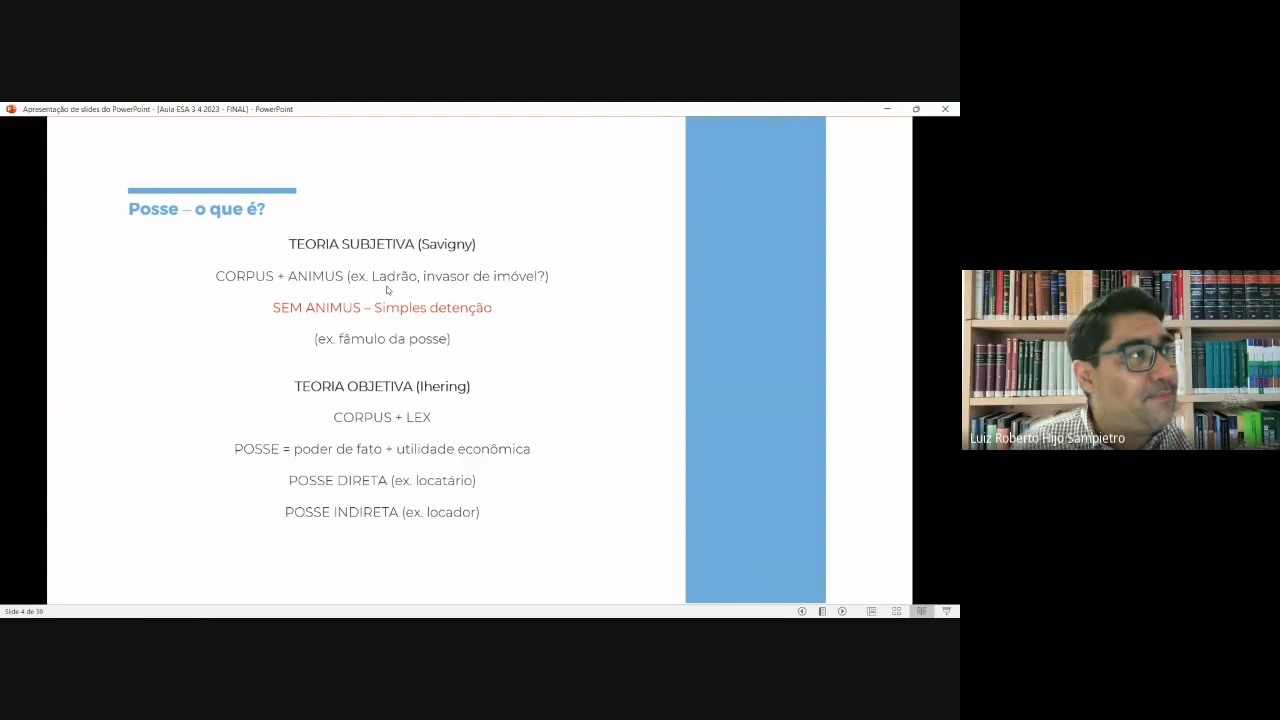 Apresentação de slides do PowerPoint - [Aula ESA 3 4 2023 - FINAL] - PowerPoint
Posse – o que é?
TEORIA SUBJETIVA (Savigny)
CORPUS + ANIMUS (ex. Ladrão, invasor de imóvel?)
SEM ANIMUS – Simples detenção
(ex. fâmulo da posse)
TEORIA OBJETIVA (Ihering)
CORPUS + LEX
POSSE = poder de fato + utilidade econômica
POSSE DIRETA (ex. locatário)
POSSE INDIRETA (ex. locador)
Slide 4 de 39
Luiz Roberto Hijo Sampietro